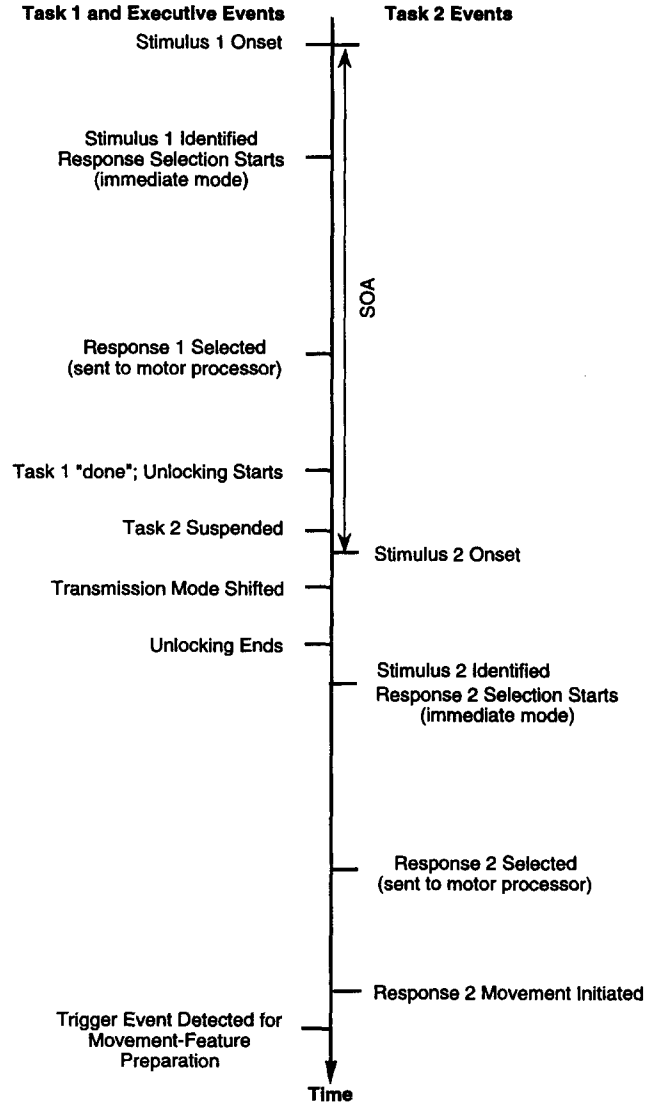 Task 1 and Executive Events
Task 2 Events
Stimulus 1 Onset
Stimulus 1 Identified
Response Selection Starts
(immediate mode)
SOA
Response 1 Selected
(sent to motor processor)
Task 1 "done"; Unlocking Starts
Task 2 Suspended
Stimulus 2 Onset
Transmission Mode Shifted
Unlocking Ends
Stimulus 2 Identified
Response 2 Selection Starts
(immediate mode)
Response 2 Selected
(sent to motor processor)
Response 2 Movement Initiated
Trigger Event Detected for
Movement-Feature
Preparation
Time